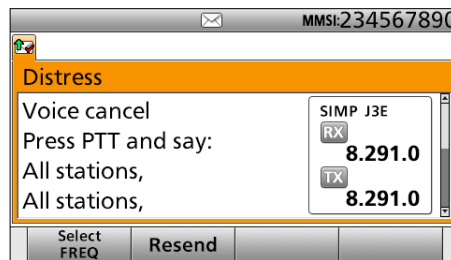 MMSI:234567890
Distress
Voice cancel
Press PTT and say:
All stations,
All stations,
SIMP J3E
RX
8.291.0
TX
8.291.0
Select
FREQ
Resend